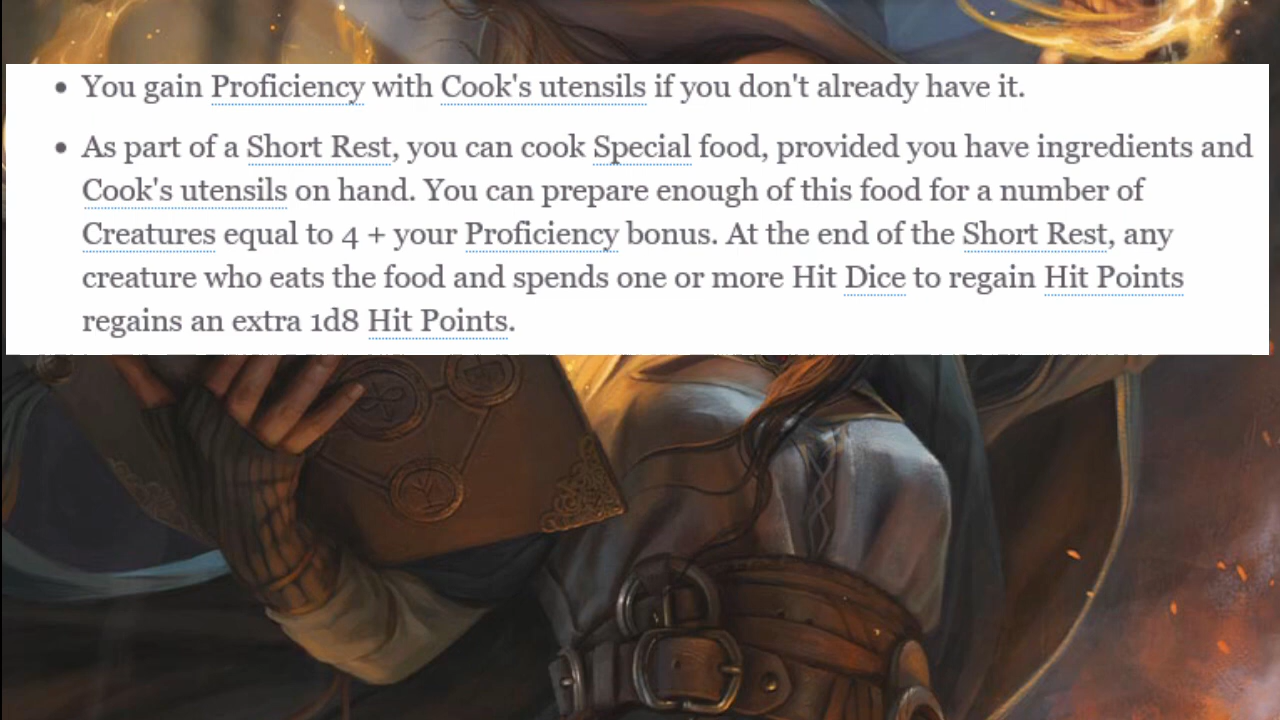 • You gain Proficiency with Cook's utensils if you don't already have it.
• As part of a Short Rest, you can cook Special food, provided you have ingredients and
Cook's utensils on hand. You can prepare enough of this food for a number of
Creatures equal to 4 + your Proficiency bonus. At the end of the Short Rest, any
creature who eats the food and spends one or more Hit Dice to regain Hit Points
regains an extra 1d8 Hit Points.